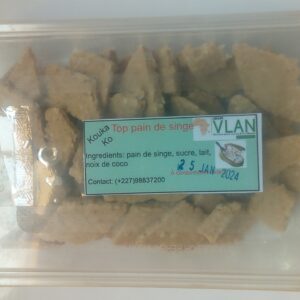 Kouka
Ko
Top pain de singe
VLAN
Ingredients: pain de singe, sucre, lait,
noix de coco
25 JAN 2024
Contact: (+227)98837200